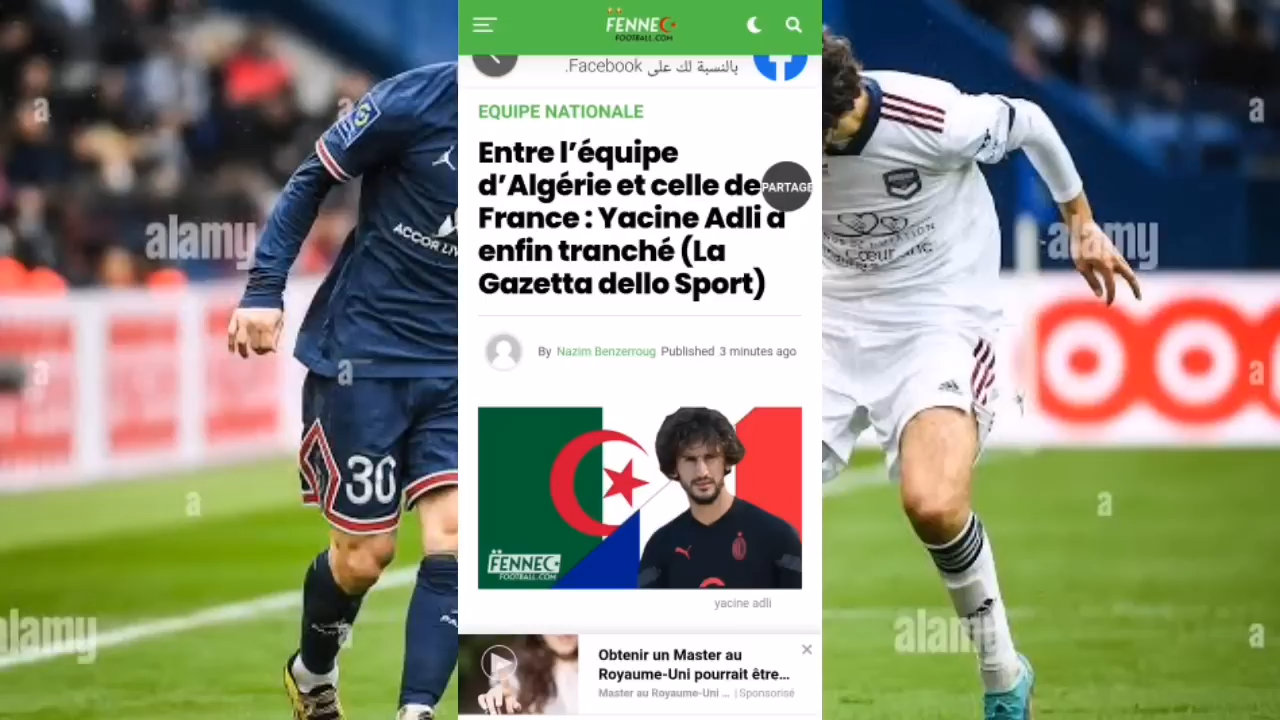 FENNEC
FOOTBALL.COM
بالنسبة لك على Facebook.
EQUIPE NATIONALE
Entre l’équipe
d’Algérie et celle de
PARTAGE
France : Yacine Adli a
enfin tranché (La
Gazetta dello Sport)
By Nazim Benzerroug Published 3 minutes ago
FENNEC
FOOTBALL.COM
yacine adli
Obtenir un Master au
Royaume-Uni pourrait être...
Master au Royaume-Uni ... | Sponsorisé
ACCOR LIV
30
alamy
alamy
alamy
alamy
a
a
a
a
a
a
a
a